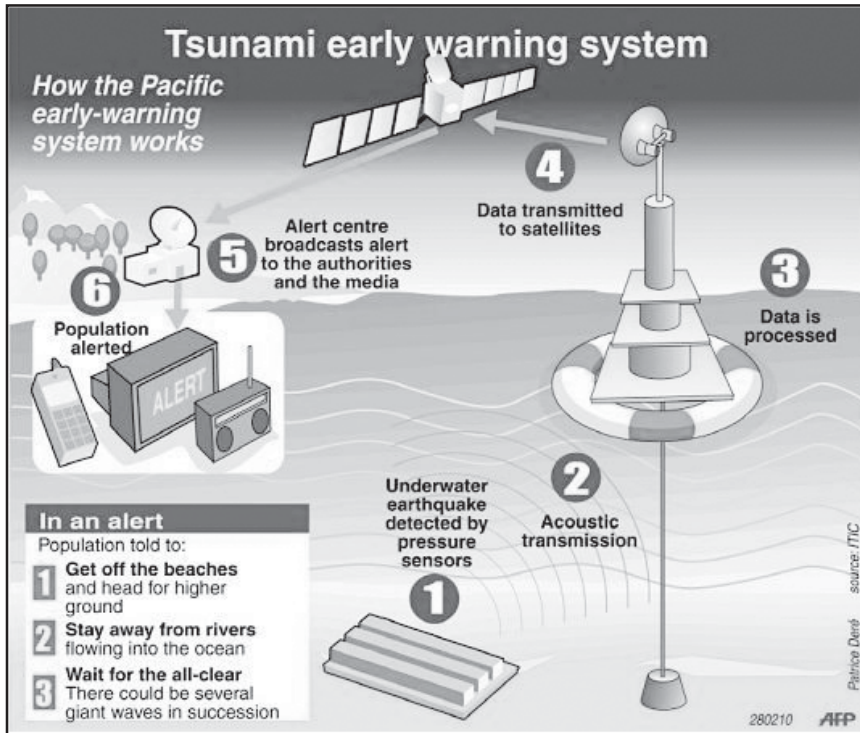 Tsunami early warning system
How the Pacific
early-warning
system works
4
Data transmitted
to satellites
5
Alert centre
broadcasts alert
to the authorities
and the media
3
Data is
processed
6
Population
alerted
ALERT
2
Acoustic
transmission
Underwater
earthquake
detected by
pressure
sensors
1
In an alert
Population told to:
1 Get off the beaches
and head for higher
ground
2 Stay away from rivers
flowing into the ocean
3 Wait for the all-clear
There could be several
giant waves in succession
Patrice Deré source: ITIC
280210 AFP